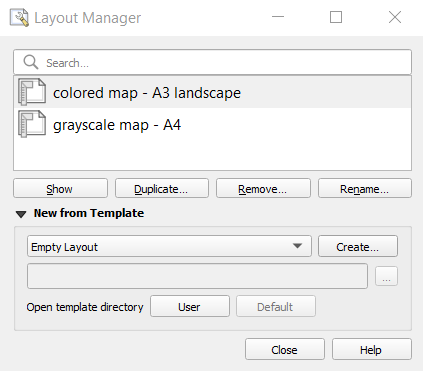 Layout Manager
Search...
colored map - A3 landscape
grayscale map - A4
Show Duplicate... Remove... Rename...
New from Template
Empty Layout Create...
...
Open template directory User Default
Close Help